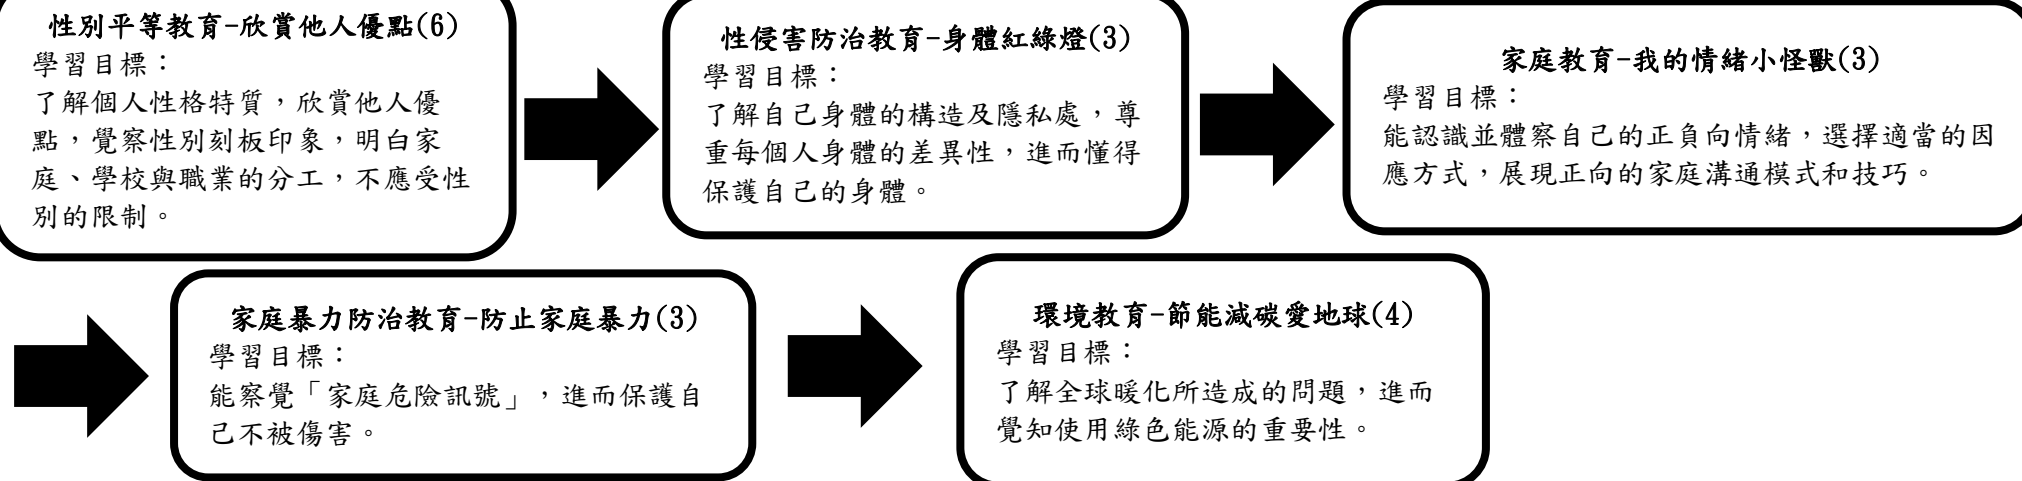 性別平等教育-欣賞他人優點(6)
學習目標：
了解個人性格特質，欣賞他人優
點，覺察性別刻板印象，明白家
庭、學校與職業的分工，不應受性
別的限制。
性侵害防治教育-身體紅綠燈(3)
學習目標：
了解自己身體的構造及隱私處，尊
重每個人身體的差異性，進而懂得
保護自己的身體。
家庭教育-我的情緒小怪獸(3)
學習目標：
能認識並體察自己的正負向情緒，選擇適當的因
應方式，展現正向的家庭溝通模式和技巧。
家庭暴力防治教育-防止家庭暴力(3)
學習目標：
能察覺「家庭危險訊號」，進而保護自
己不被傷害。
環境教育-節能減碳愛地球(4)
學習目標：
了解全球暖化所造成的問題，進而
覺知使用綠色能源的重要性。